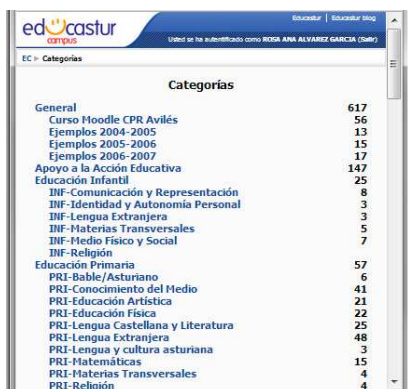 Educastur | Educastur blog
educastur
campus
Usted se ha autentificado como ROSA ANA ALVAREZ GARCIA (Salir)
EC ► Categorías
Categorías
General 617
Curso Moodle CPR Avilés 56
Ejemplos 2004-2005 13
Ejemplos 2005-2006 15
Ejemplos 2006-2007 17
Apoyo a la Acción Educativa 147
Educación Infantil 25
INF-Comunicación y Representación 8
INF-Identidad y Autonomía Personal 3
INF-Lengua Extranjera 3
INF-Materias Transversales 5
INF-Medio Físico y Social 7
INF-Religión
Educación Primaria 57
PRI-Bable/Asturiano 6
PRI-Conocimiento del Medio 41
PRI-Educación Artística 21
PRI-Educación Física 22
PRI-Lengua Castellana y Literatura 25
PRI-Lengua Extranjera 48
PRI-Lengua y cultura asturiana 3
PRI-Matemáticas 15
PRI-Materias Transversales 4
PRI-Religión 4